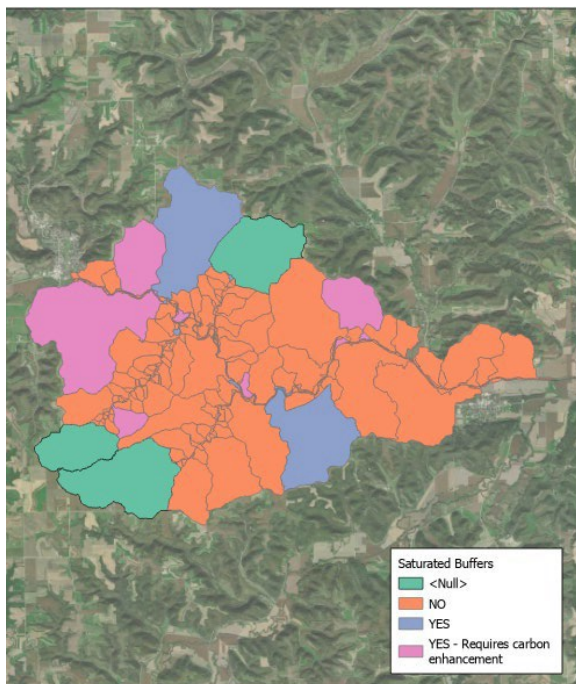 Saturated Buffers
<Null>
NO
YES
YES - Requires carbon
enhancement